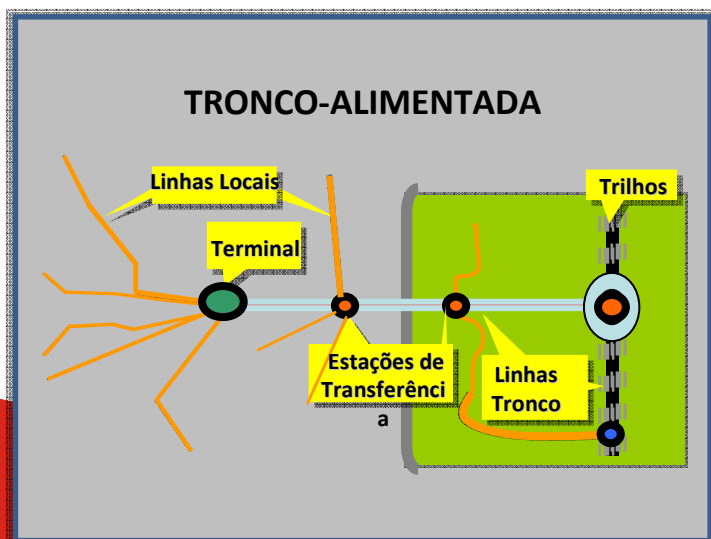 TRONCO-ALIMENTADA
Linhas Locais
Trilhos
Terminal
Estações de
Transferênci
a
Linhas
Tronco